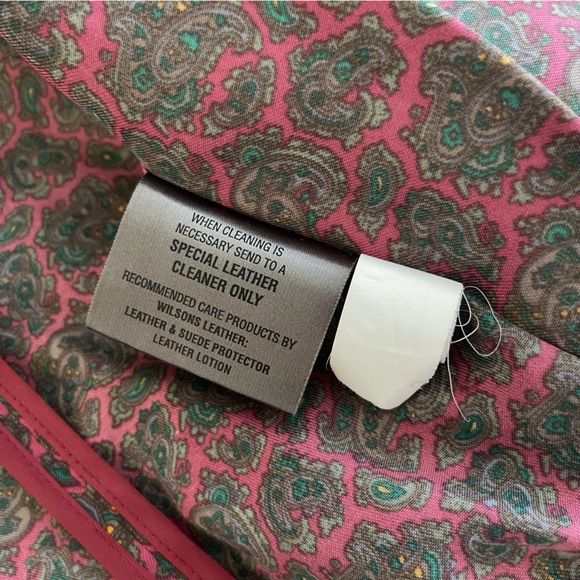 WHEN CLEANING IS
NECESSARY SEND TO A
SPECIAL LEATHER
CLEANER ONLY
RECOMMENDED CARE PRODUCTS BY
WILSONS LEATHER:
LEATHER & SUEDE PROTECTOR
LEATHER LOTION